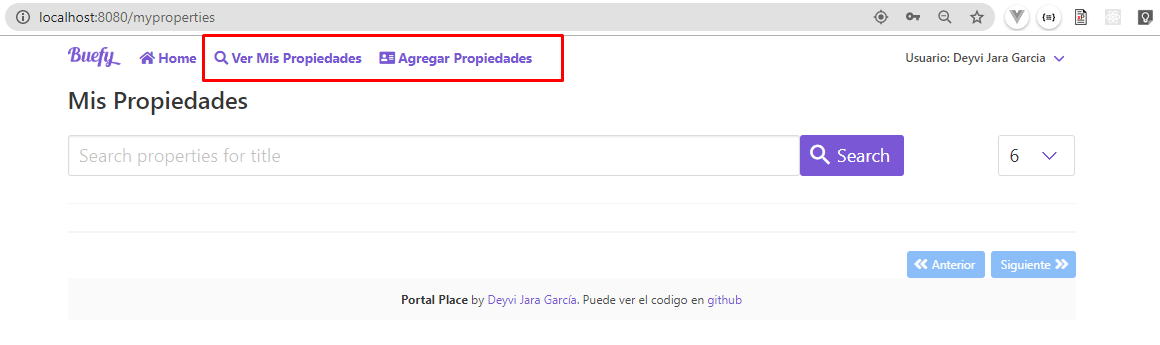 localhost:8080/myproperties
Buefy Home Ver Mis Propiedades Agregar Propiedades Usuario: Deyvi Jara Garcia
Mis Propiedades
Search properties for title Search 6
Anterior Siguiente
Portal Place by Deyvi Jara García. Puede ver el codigo en github